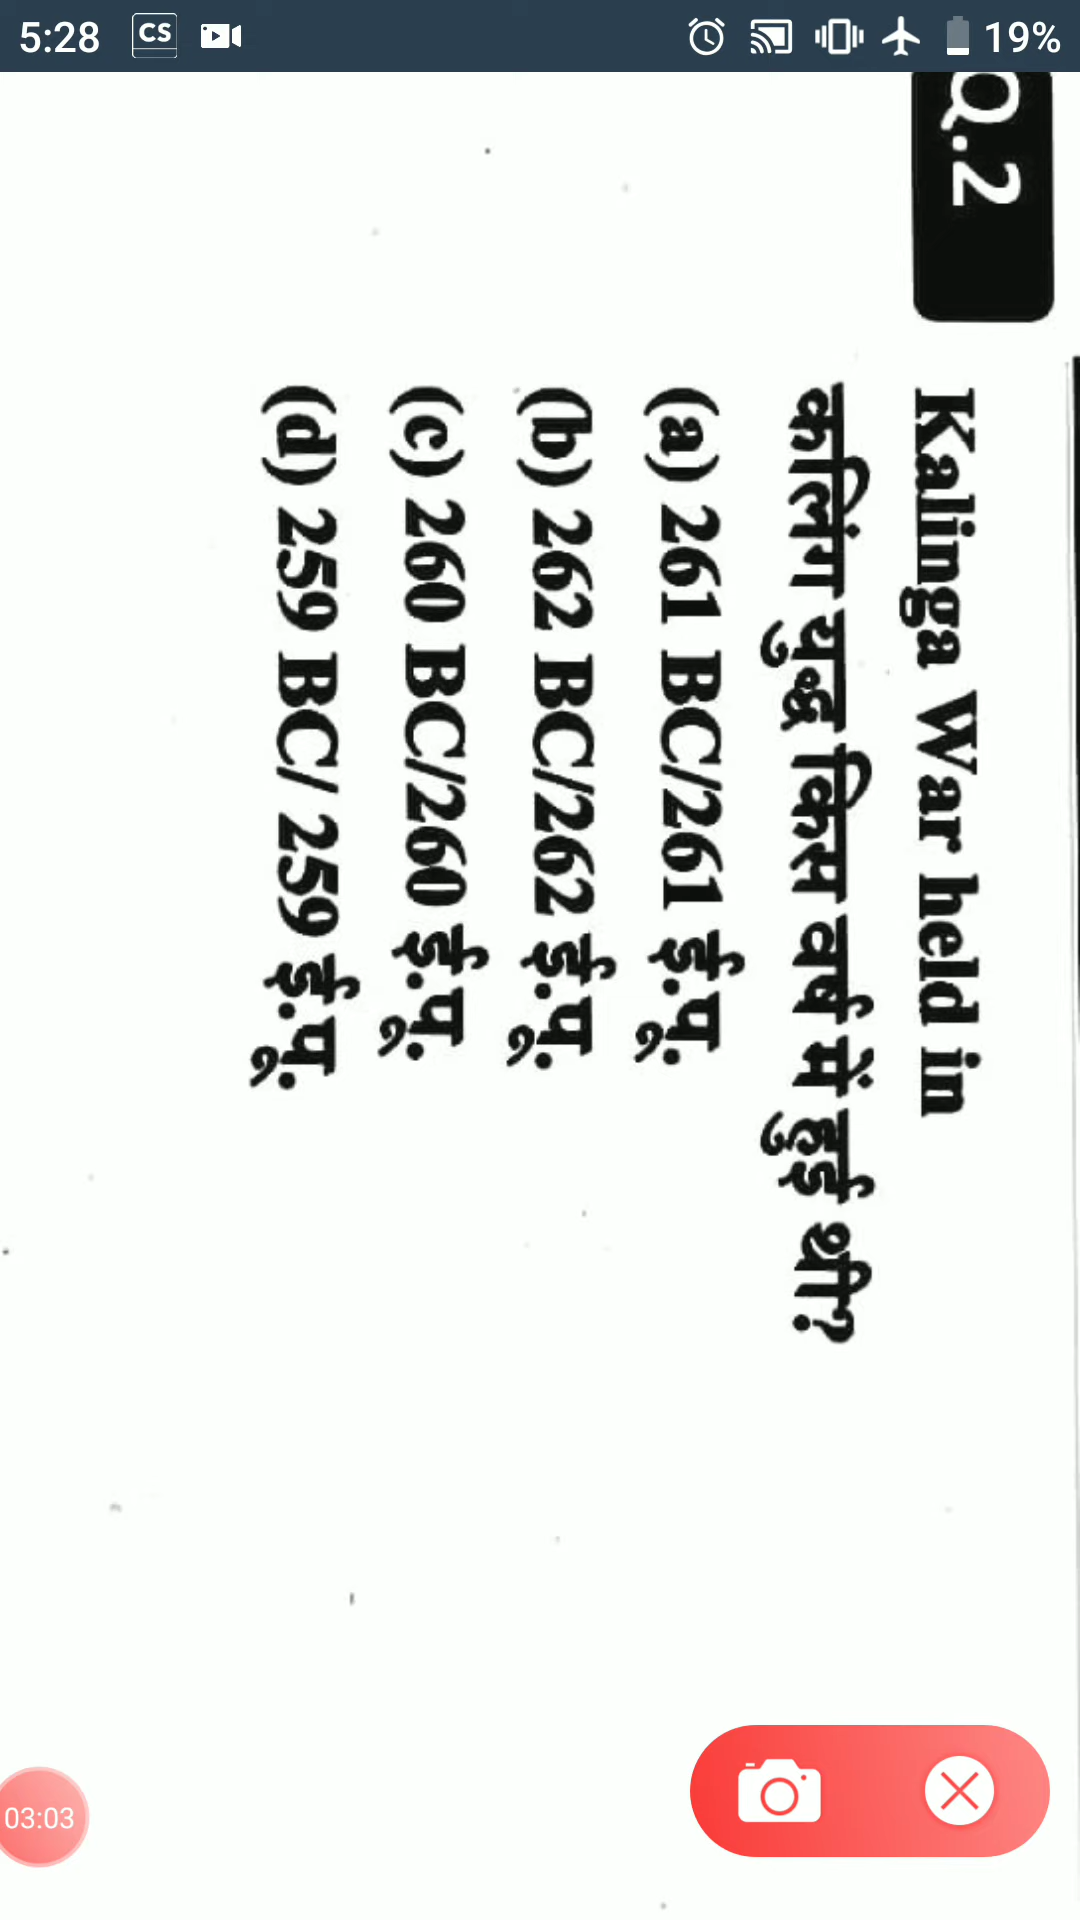 5:28 CS 19%
Q.2
Kalinga War held in
कलिंग युद्ध किस वर्ष में हुई थी?
(a) 261 BC/261 ई.पू.
(b) 262 BC/262 ई.पू.
(c) 260 BC/260 ई.पू.
(d) 259 BC/ 259 ई.पू.
03:03